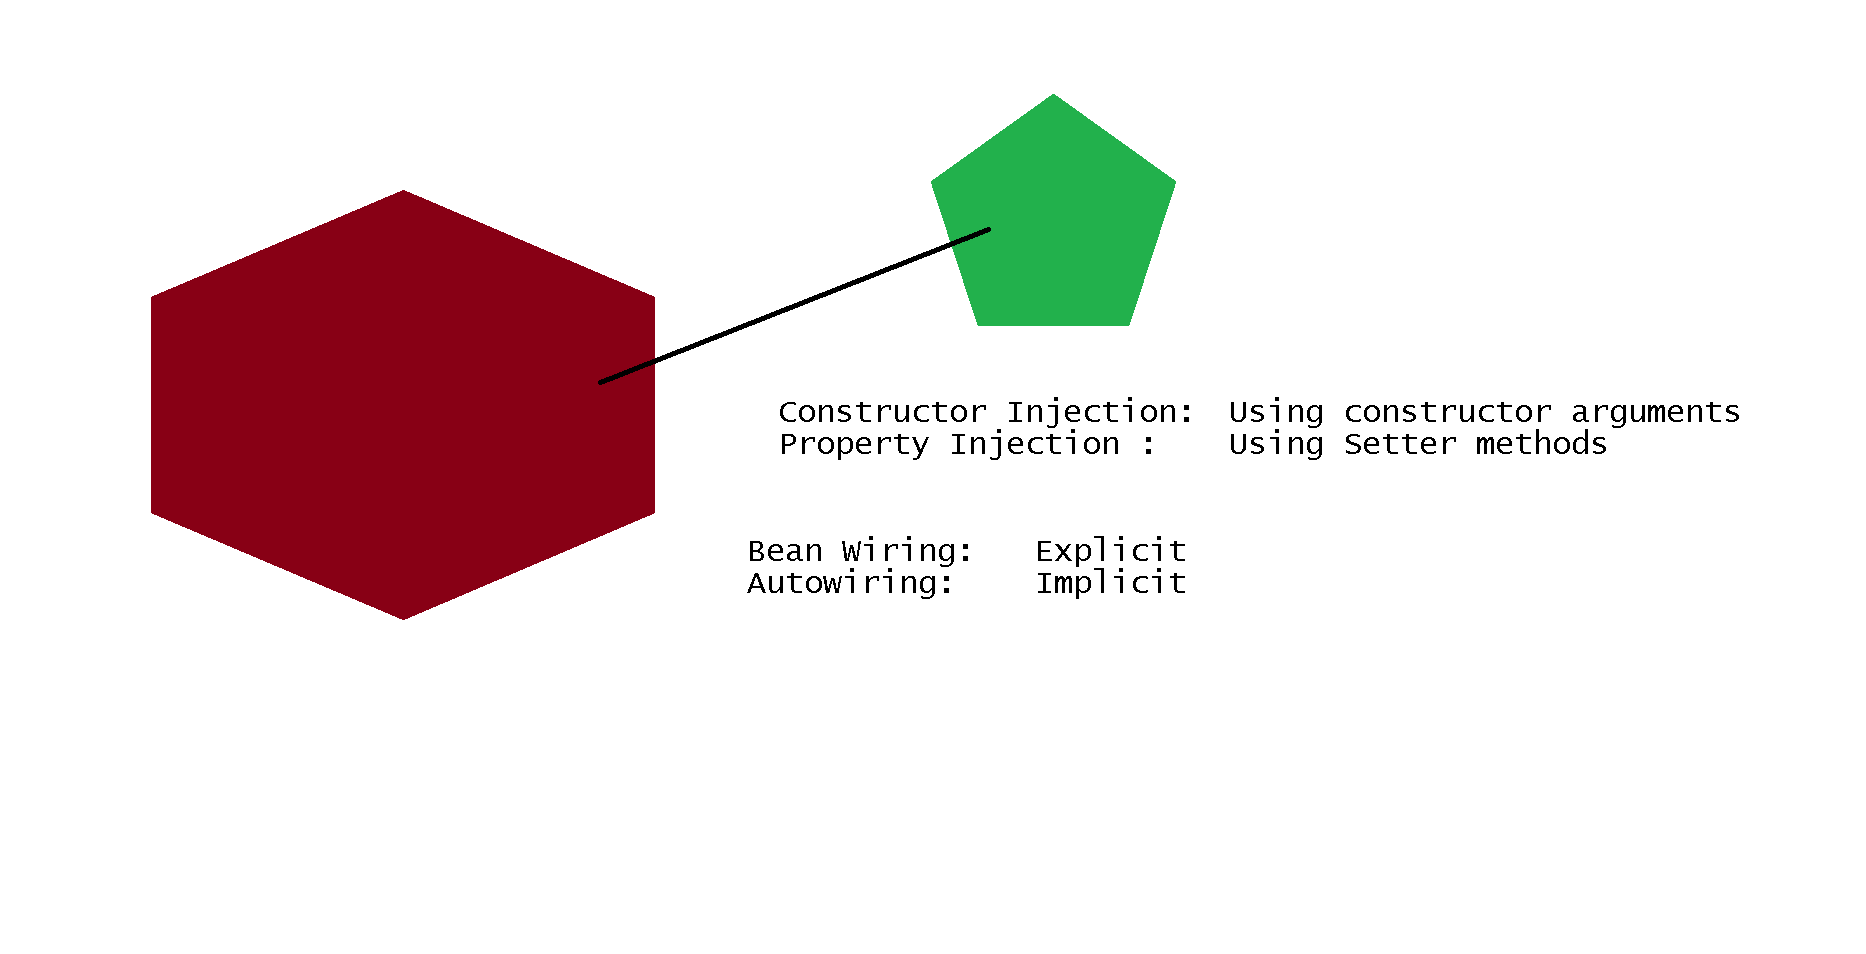 Constructor Injection: Using constructor arguments
Property Injection : Using Setter methods
Bean Wiring: Explicit
Autowiring: Implicit